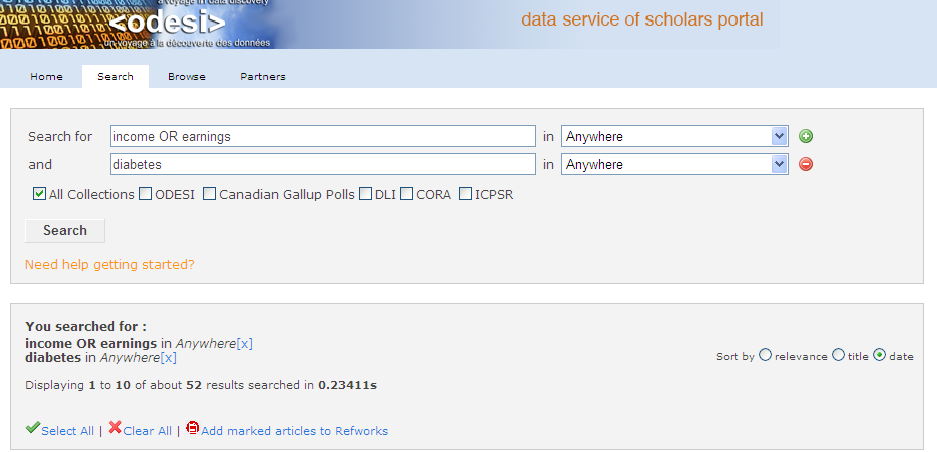 a voyage in data discovery
<odesi>
un voyage à la découverte des données
data service of scholars portal
Home Search Browse Partners
Search for income OR earnings in Anywhere
and diabetes in Anywhere
All Collections ODESI Canadian Gallup Polls DLI CORA ICPSR
Search
Need help getting started?
You searched for :
income OR earnings in Anywhere[x]
diabetes in Anywhere[x]
Sort by relevance title date
Displaying 1 to 10 of about 52 results searched in 0.23411s
Select All | Clear All | Add marked articles to Refworks